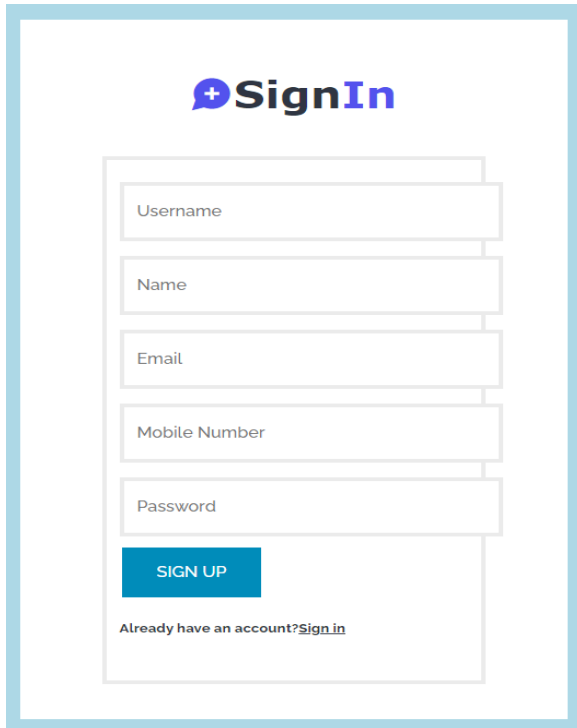 SignIn
Username
Name
Email
Mobile Number
Password
SIGN UP
Already have an account?Sign in